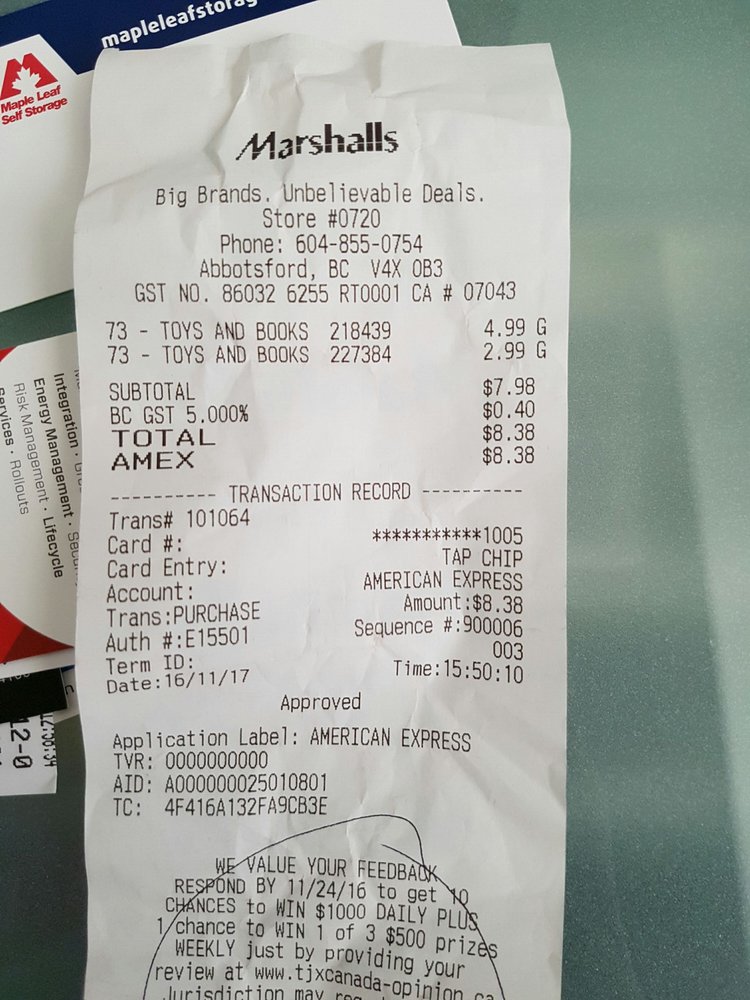 mapleleafstorag
Maple Leaf
Self Storage
Marshalls
Big Brands. Unbelievable Deals.
Store #0720
Phone: 604-855-0754
Abbotsford, BC V4X 0B3
GST NO. 86032 6255 RT0001 CA # 07043
73 - TOYS AND BOOKS 218439 4.99 G
73 - TOYS AND BOOKS 227384 2.99 G
SUBTOTAL $7.98
BC GST 5.000% $0.40
TOTAL $8.38
AMEX $8.38
---------- TRANSACTION RECORD ----------
Trans# 101064
Card #: ***********1005
Card Entry: TAP CHIP
Account: AMERICAN EXPRESS
Trans:PURCHASE Amount:$8.38
Auth #:E15501 Sequence #:900006
Term ID: 003
Date:16/11/17 Time:15:50:10
Approved
Application Label: AMERICAN EXPRESS
TVR: 0000000000
AID: A000000025010801
TC: 4F416A132FA9CB3E
WE VALUE YOUR FEEDBACK
RESPOND BY 11/24/16 to get 10
CHANCES to WIN $1000 DAILY PLUS
1 chance to WIN 1 of 3 $500 prizes
WEEKLY just by providing your
review at www.tjxcanada-opinion.ca
Jurisdiction may
Integration ·
Energy Management ·
Risk Management · Lifecycle
Services · Rollouts
12-0